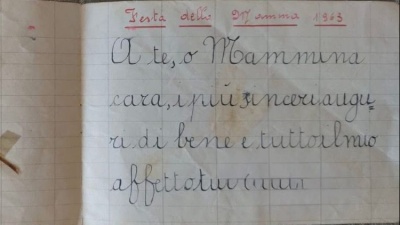 Festa della Mamma 1963
A te, o Mammina
cara, i più sinceri augu=
ri di bene e tutto il mio
affetto tuo